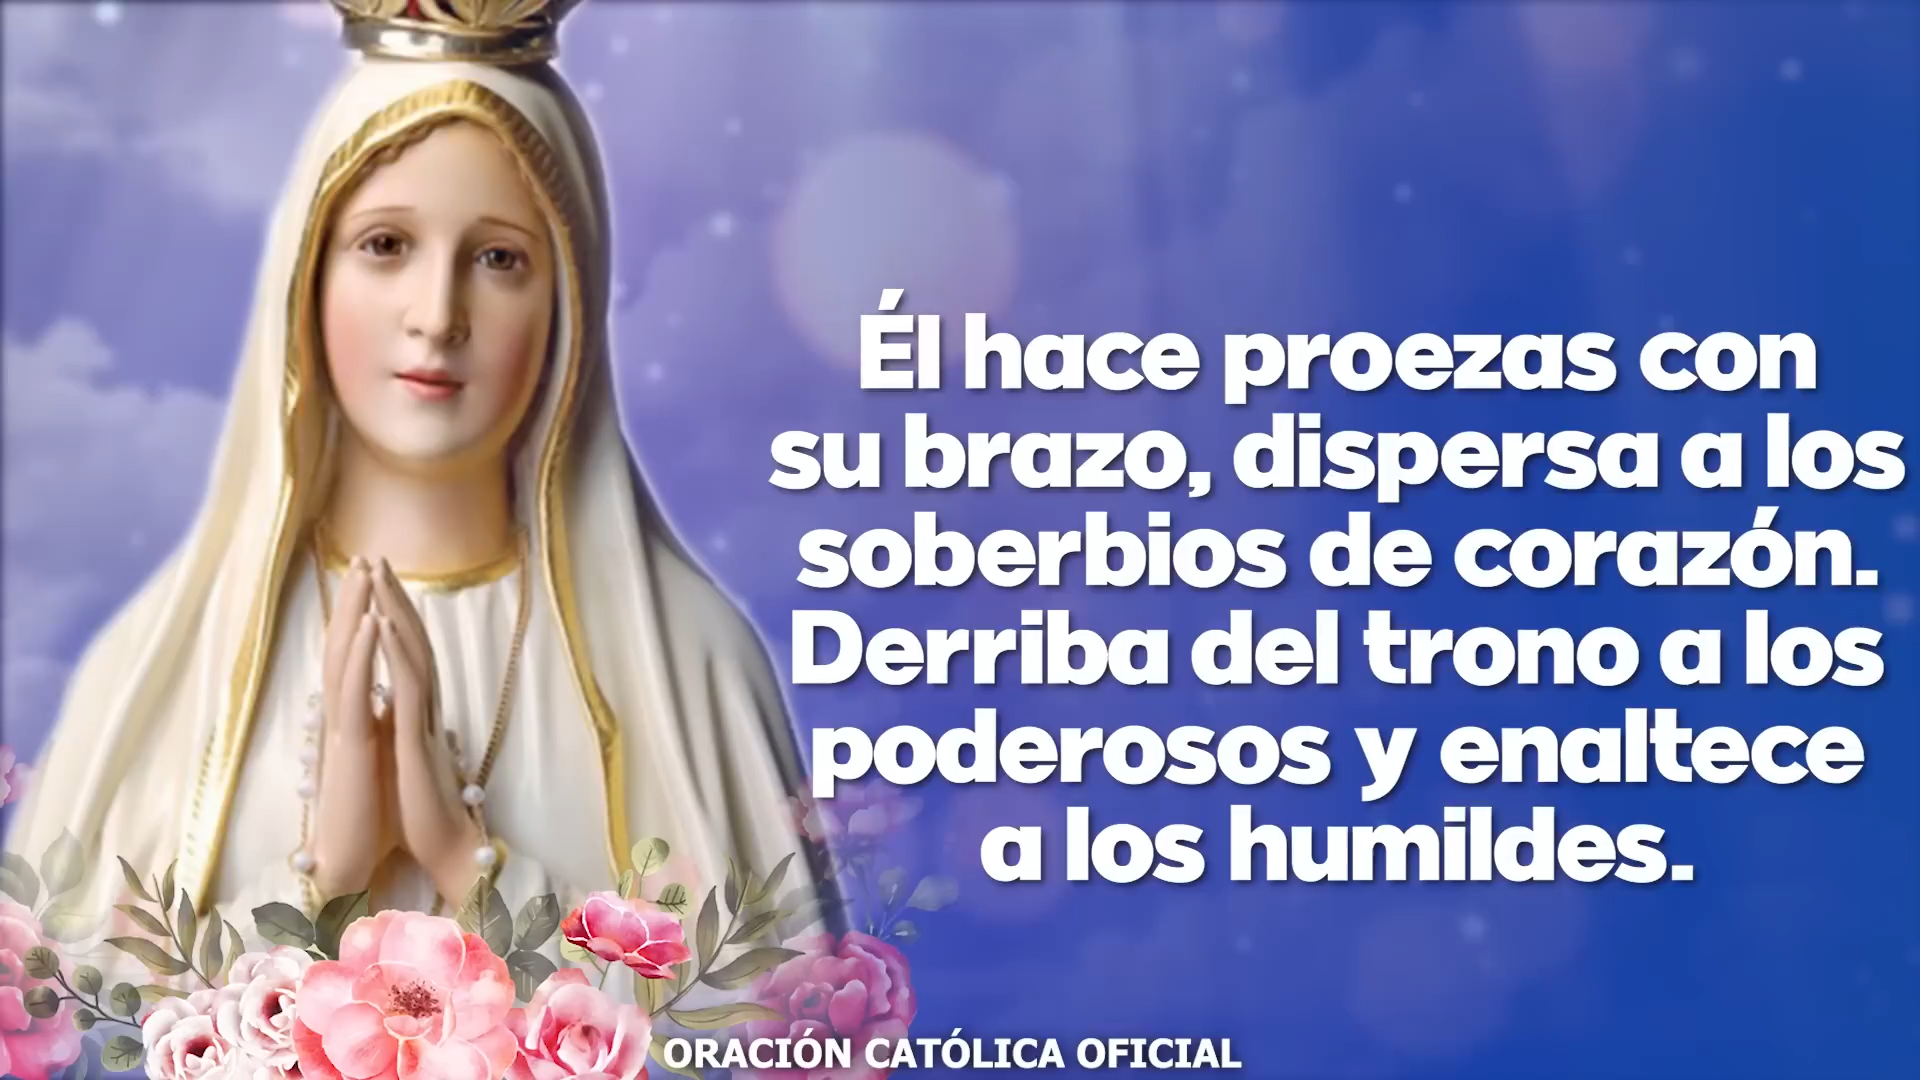 Él hace proezas con
su brazo, dispersa a los
soberbios de corazón.
Derriba del trono a los
poderosos y enaltece
a los humildes.
ORACIÓN CATÓLICA OFICIAL